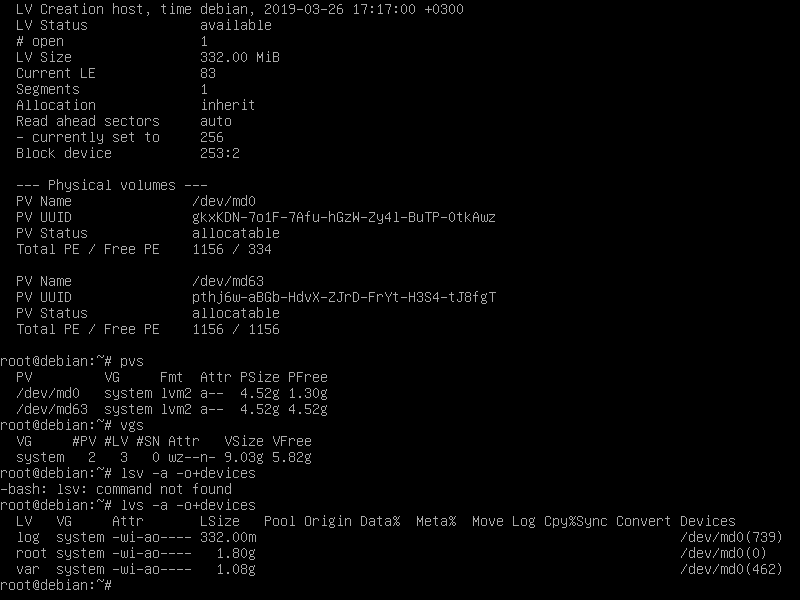 LV Creation host, time debian, 2019-03-26 17:17:00 +0300
LV Status              available
# open                 1
LV Size                332.00 MiB
Current LE             83
Segments               1
Allocation             inherit
Read ahead sectors     auto
- currently set to     256
Block device           253:2
--- Physical volumes ---
PV Name               /dev/md0
PV UUID               gkxKDN-7o1F-7Afu-hGzW-Zy4l-BuTP-0tkAwz
PV Status             allocatable
Total PE / Free PE    1156 / 334
PV Name               /dev/md63
PV UUID               pthj6w-aBGb-HdvX-ZJrD-FrYt-H3S4-tJ8fgT
PV Status             allocatable
Total PE / Free PE    1156 / 1156
root@debian:~# pvs
PV         VG     Fmt  Attr PSize PFree
/dev/md0   system lvm2 a--  4.52g 1.30g
/dev/md63  system lvm2 a--  4.52g 4.52g
root@debian:~# vgs
VG     #PV #LV #SN Attr   VSize VFree
system   2   3   0 wz--n- 9.03g 5.82g
root@debian:~# lsv -a -o+devices
-bash: lsv: command not found
root@debian:~# lvs -a -o+devices
LV   VG     Attr       LSize   Pool Origin Data%  Meta%  Move Log Cpy%Sync Convert Devices
log  system -wi-ao---- 332.00m                                                     /dev/md0(739)
root system -wi-ao----   1.80g                                                     /dev/md0(0)
var  system -wi-ao----   1.08g                                                     /dev/md0(462)
root@debian:~#